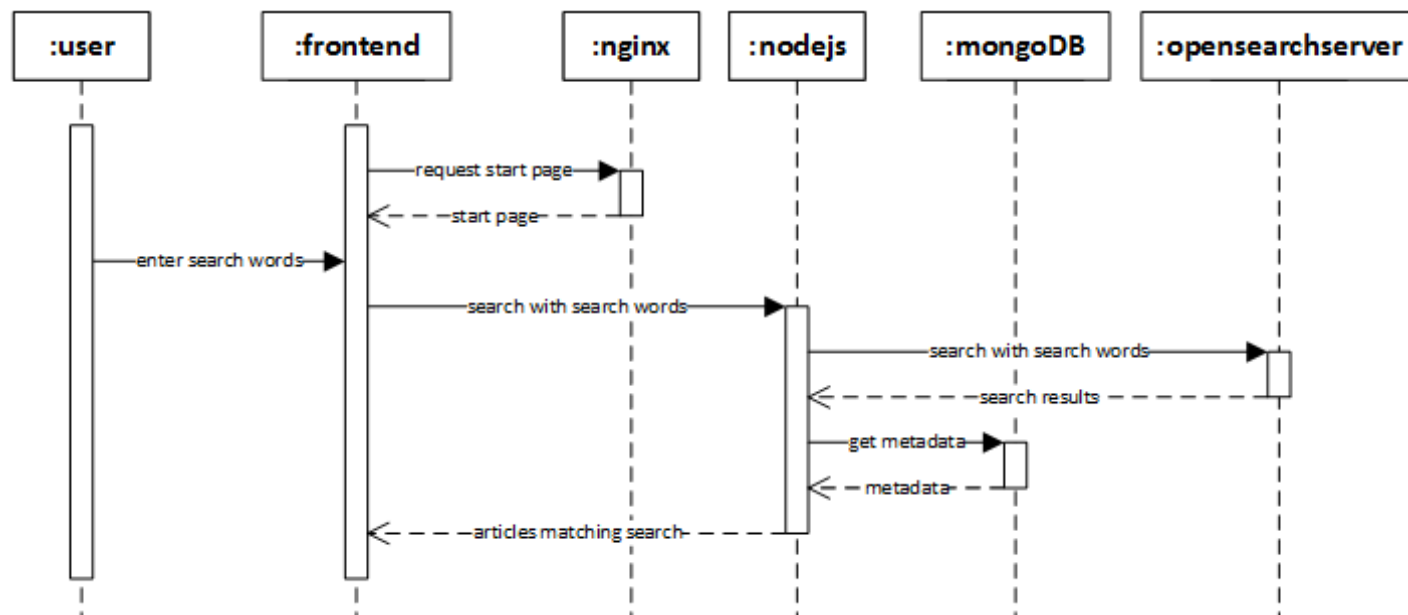 :user
:frontend
:nginx
:nodejs
:mongoDB
:opensearchserver
request start page
start page
enter search words
search with search words
search with search words
search results
get metadata
metadata
articles matching search